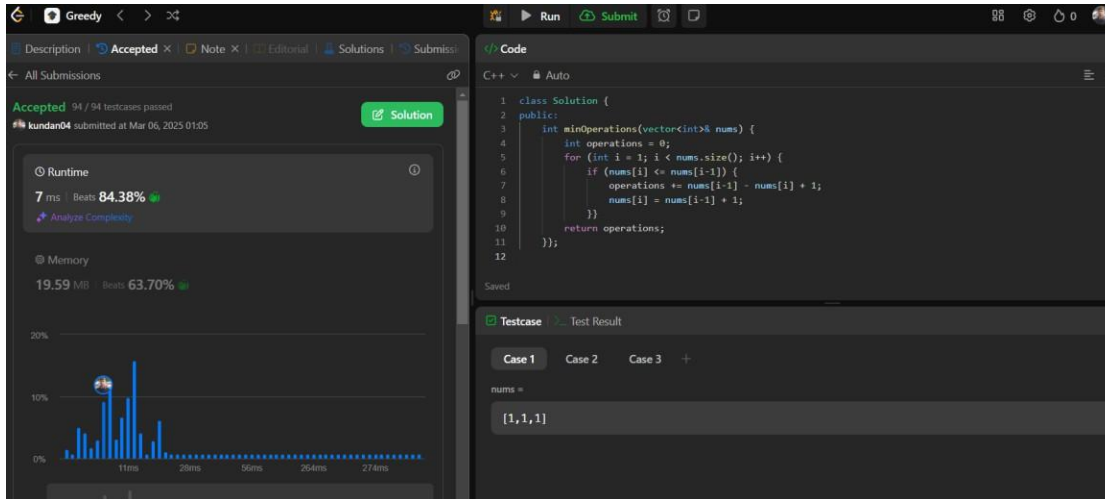 Greedy
Run
Submit
0
Description
Accepted
Note
Editorial
Solutions
Submissi
All Submissions
Accepted 94 / 94 testcases passed
kundan04 submitted at Mar 06, 2025 01:05
Solution
Runtime
7 ms Beats 84.38%
Analyze Complexity
Memory
19.59 MB Beats 63.70%
20%
10%
0%
11ms 28ms 56ms 264ms 274ms
Code
C++ Auto
1 class Solution {
2 public:
3 int minOperations(vector<int>& nums) {
4 int operations = 0;
5 for (int i = 1; i < nums.size(); i++) {
6 if (nums[i] <= nums[i-1]) {
7 operations += nums[i-1] - nums[i] + 1;
8 nums[i] = nums[i-1] + 1;
9 }}
10 return operations;
11 });
12
Saved
Testcase
Test Result
Case 1 Case 2 Case 3 +
nums =
[1,1,1]